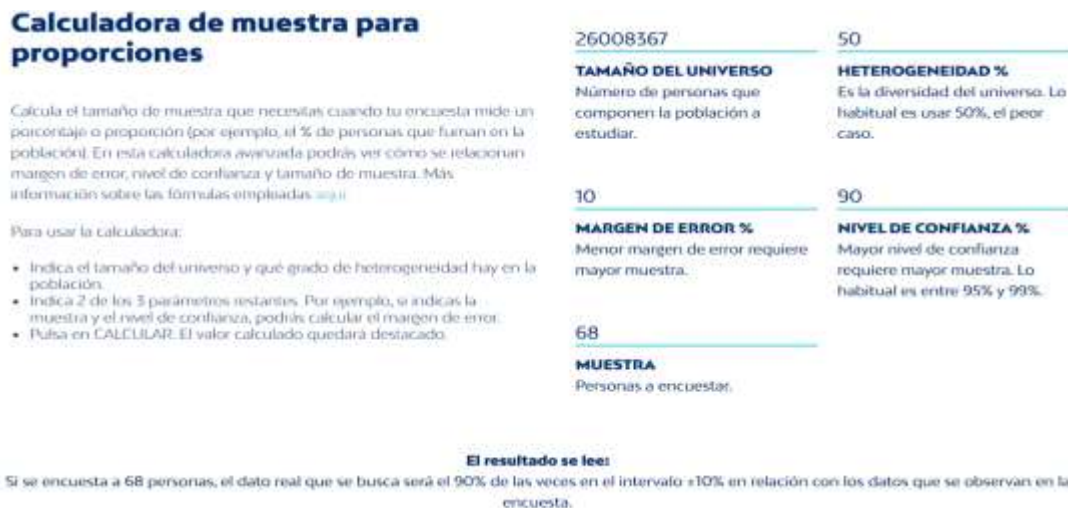 Calculadora de muestra para
proporciones
Calcula el tamaño de muestra que necesitas cuando tu encuesta mide un
porcentaje o proporción (por ejemplo, el % de personas que fuman en la
población). En esta calculadora avanzada podrás ver cómo se relacionan
margen de error, nivel de confianza y tamaño de muestra. Más
información sobre las fórmulas empleadas aquí
Para usar la calculadora:
• Indica el tamaño del universo y qué grado de heterogeneidad hay en la
población.
• Indica 2 de los 3 parámetros restantes. Por ejemplo, si indicas la
muestra y el nivel de confianza, podrás calcular el margen de error.
• Pulsa en CALCULAR. El valor calculado quedará destacado.
26008367
TAMAÑO DEL UNIVERSO
Número de personas que
componen la población a
estudiar.
50
HETEROGENEIDAD %
Es la diversidad del universo. Lo
habitual es usar 50%, el peor
caso.
10
MARGEN DE ERROR %
Menor margen de error requiere
mayor muestra.
90
NIVEL DE CONFIANZA %
Mayor nivel de confianza
requiere mayor muestra. Lo
habitual es entre 95% y 99%.
68
MUESTRA
Personas a encuestar.
El resultado se lee:
Si se encuesta a 68 personas, el dato real que se busca será el 90% de las veces en el intervalo ±10% en relación con los datos que se observan en la
encuesta.